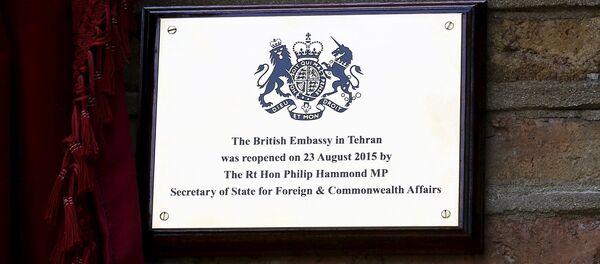 DIEU ET MON DROIT
The British Embassy in Tehran
was reopened on 23 August 2015 by
The Rt Hon Philip Hammond MP
Secretary of State for Foreign & Commonwealth Affairs